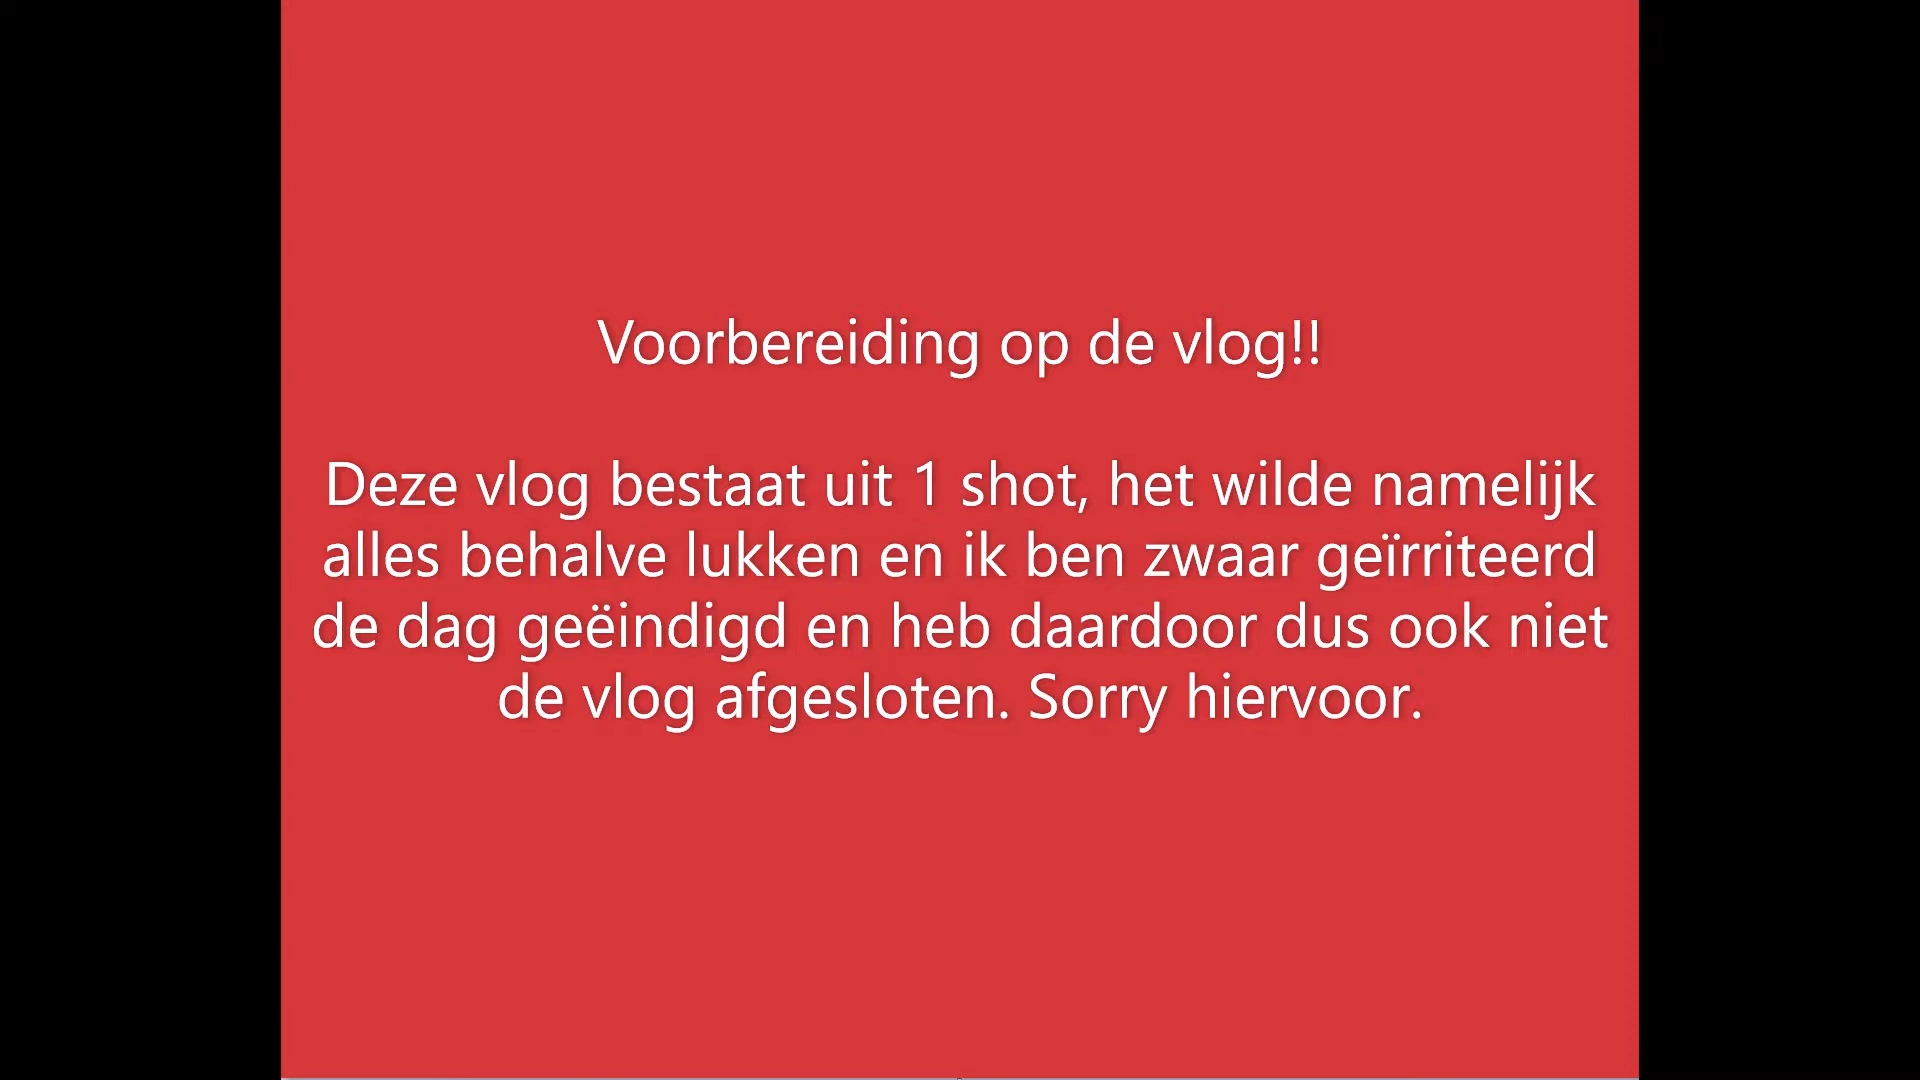 Voorbereiding op de vlog!!
Deze vlog bestaat uit 1 shot, het wilde namelijk
alles behalve lukken en ik ben zwaar geïrriteerd
de dag geëindigd en heb daardoor dus ook niet
de vlog afgesloten. Sorry hiervoor.